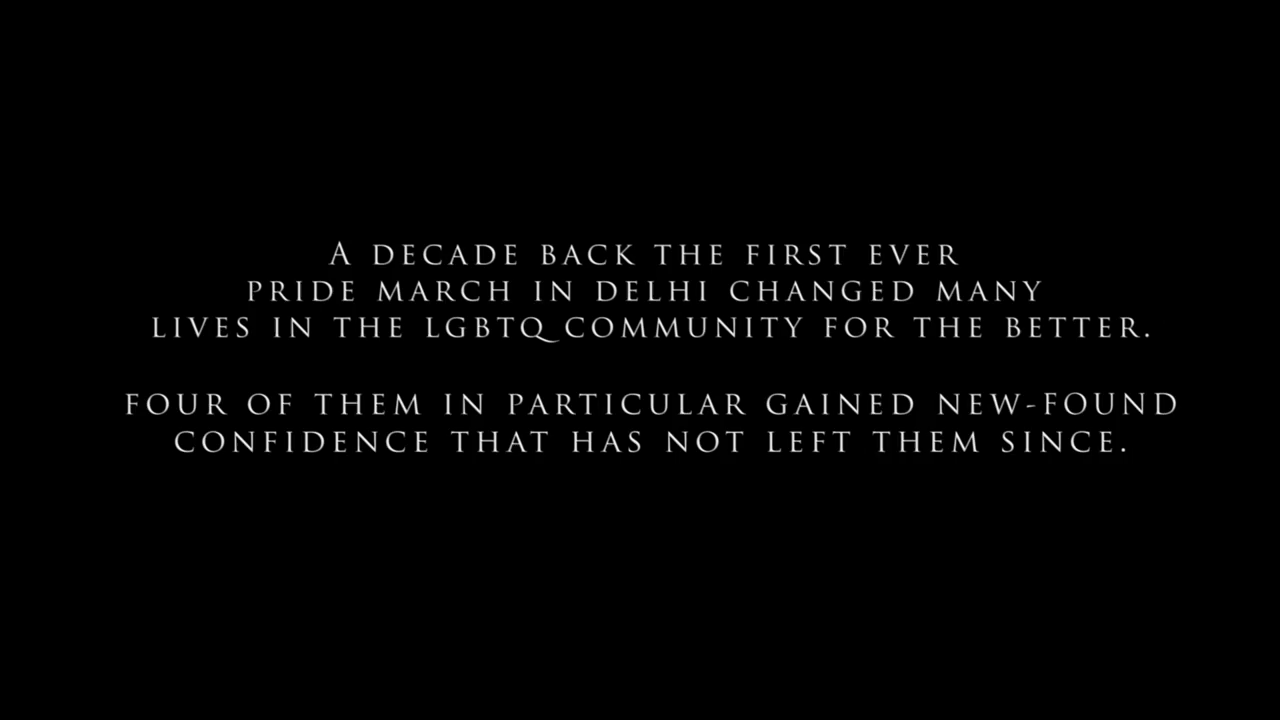 A DECADE BACK THE FIRST EVER
PRIDE MARCH IN DELHI CHANGED MANY
LIVES IN THE LGBTQ COMMUNITY FOR THE BETTER.
FOUR OF THEM IN PARTICULAR GAINED NEW-FOUND
CONFIDENCE THAT HAS NOT LEFT THEM SINCE.